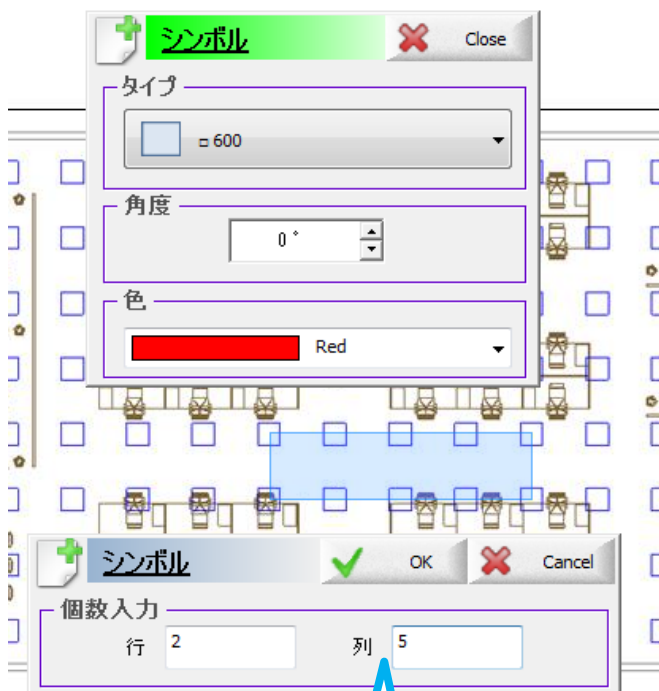 シンボル Close
タイプ
□ 600
角度
0 °
色
Red
シンボル OK Cancel
個数入力
行 2 列 5